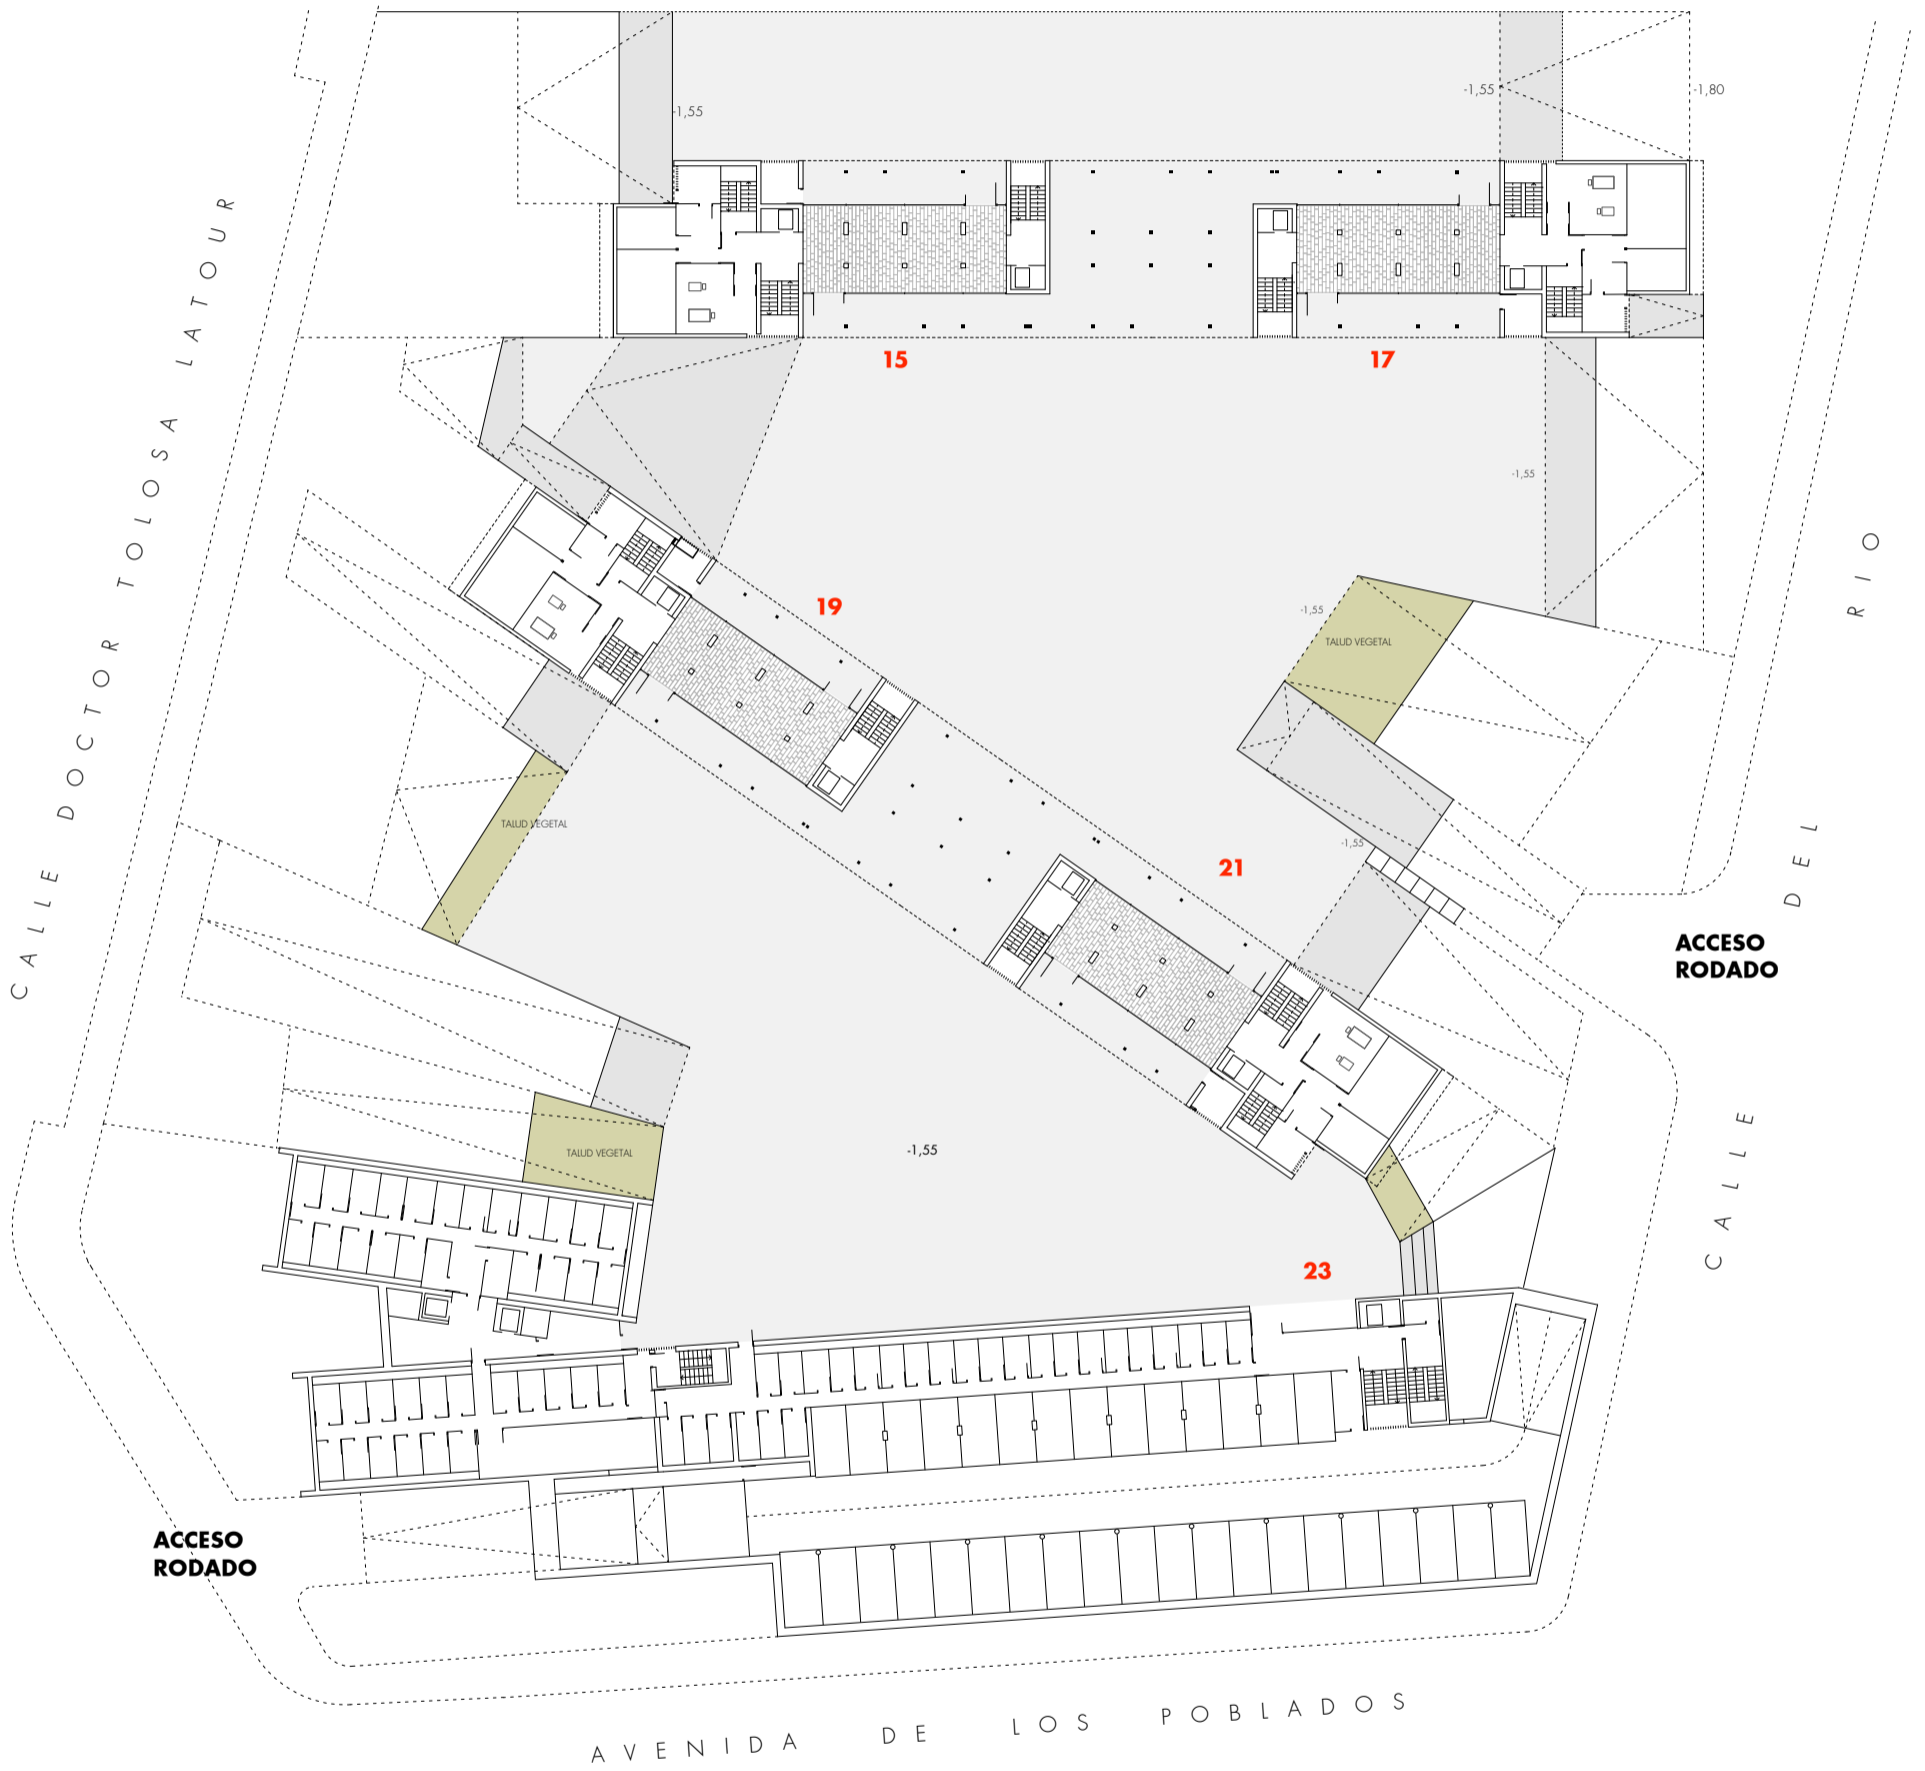 -1,55
-1,55
-1,80
15
17
-1,55
19
-1,55
TALUD VEGETAL
TALUD VEGETAL
-1,55
21
ACCESO
RODADO
-1,55
TALUD VEGETAL
23
ACCESO
RODADO
CALLE DOCTOR TOLOSA LATOUR
CALLE DEL RIO
AVENIDA DE LOS POBLADOS